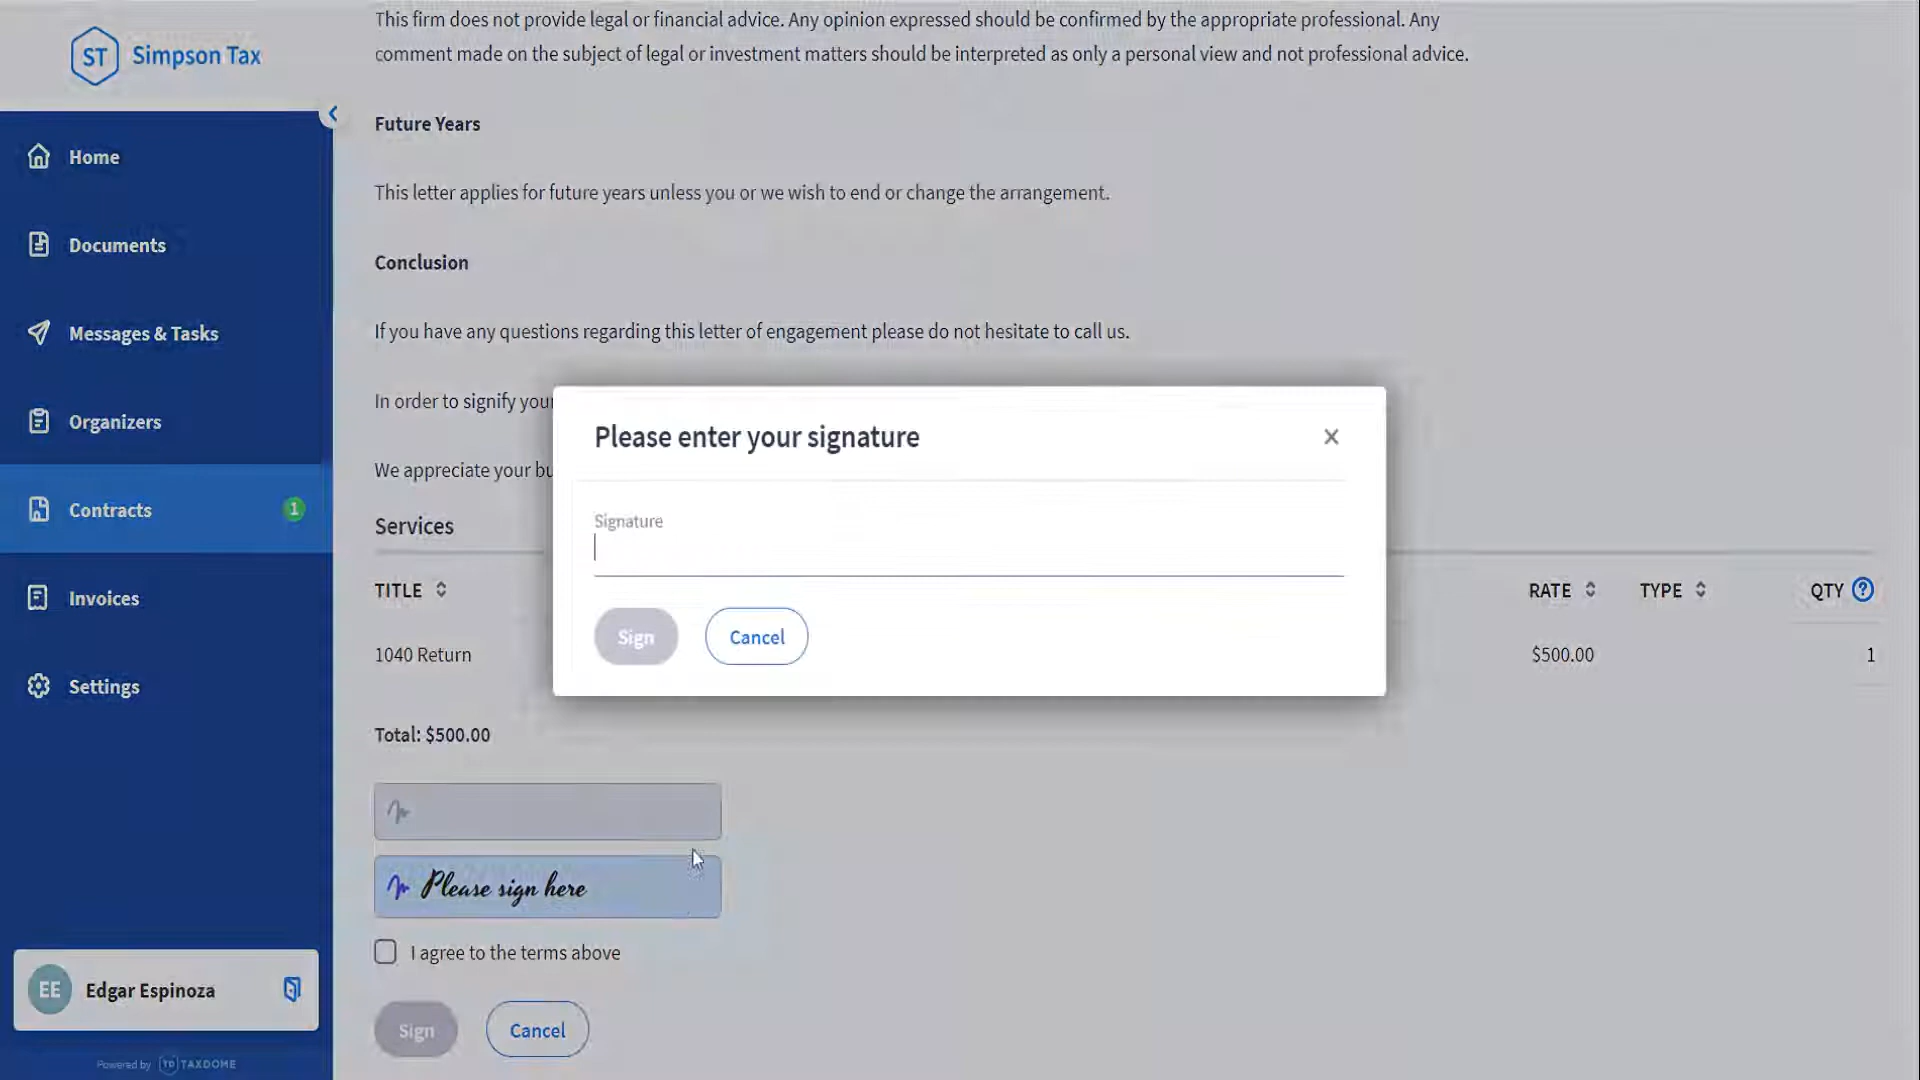 ST Simpson Tax
Home
Documents
Messages & Tasks
Organizers
Contracts 1
Invoices
Settings
EE Edgar Espinoza
Powered by TD TAXDOME
This firm does not provide legal or financial advice. Any opinion expressed should be confirmed by the appropriate professional. Any
comment made on the subject of legal or investment matters should be interpreted as only a personal view and not professional advice.
Future Years
This letter applies for future years unless you or we wish to end or change the arrangement.
Conclusion
If you have any questions regarding this letter of engagement please do not hesitate to call us.
In order to signify your
We appreciate your bu
Services
TITLE RATE TYPE QTY ?
1040 Return $500.00 1
Total: $500.00
Please sign here
I agree to the terms above
Sign Cancel
Please enter your signature
Signature
Sign Cancel